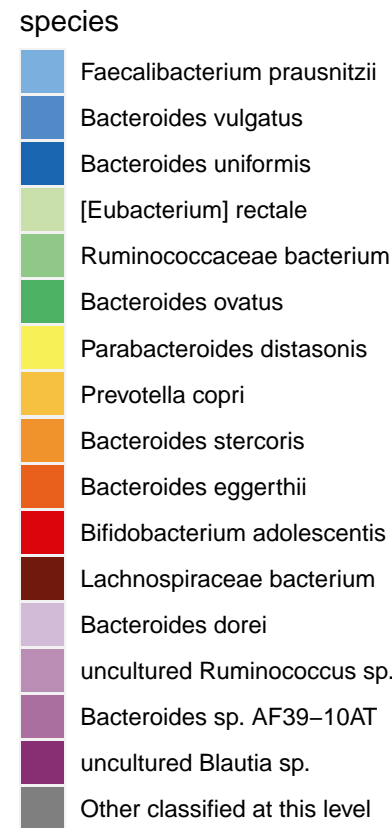 species
Faecalibacterium prausnitzii
Bacteroides vulgatus
Bacteroides uniformis
[Eubacterium] rectale
Ruminococcaceae bacterium
Bacteroides ovatus
Parabacteroides distasonis
Prevotella copri
Bacteroides stercoris
Bacteroides eggerthii
Bifidobacterium adolescentis
Lachnospiraceae bacterium
Bacteroides dorei
uncultured Ruminococcus sp.
Bacteroides sp. AF39−10AT
uncultured Blautia sp.
Other classified at this level